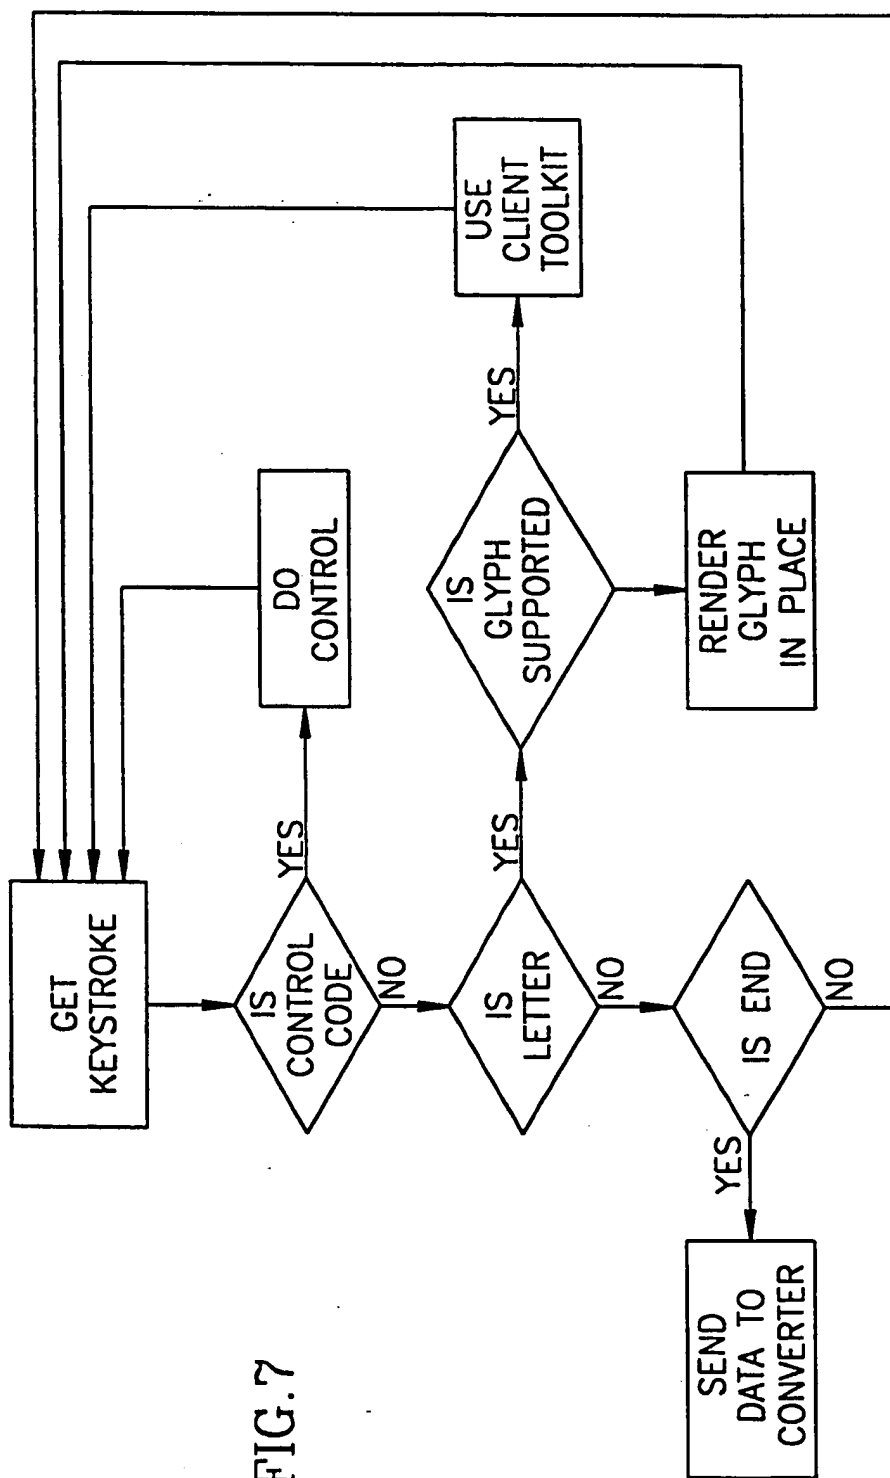 GET
KEYSTROKE
IS
CONTROL
CODE
YES
DO
CONTROL
NO
IS
LETTER
YES
IS
GLYPH
SUPPORTED
YES
USE
CLIENT
TOOLKIT
RENDER
GLYPH
IN PLACE
NO
IS END
NO
YES
SEND
DATA TO
CONVERTER
FIG.7